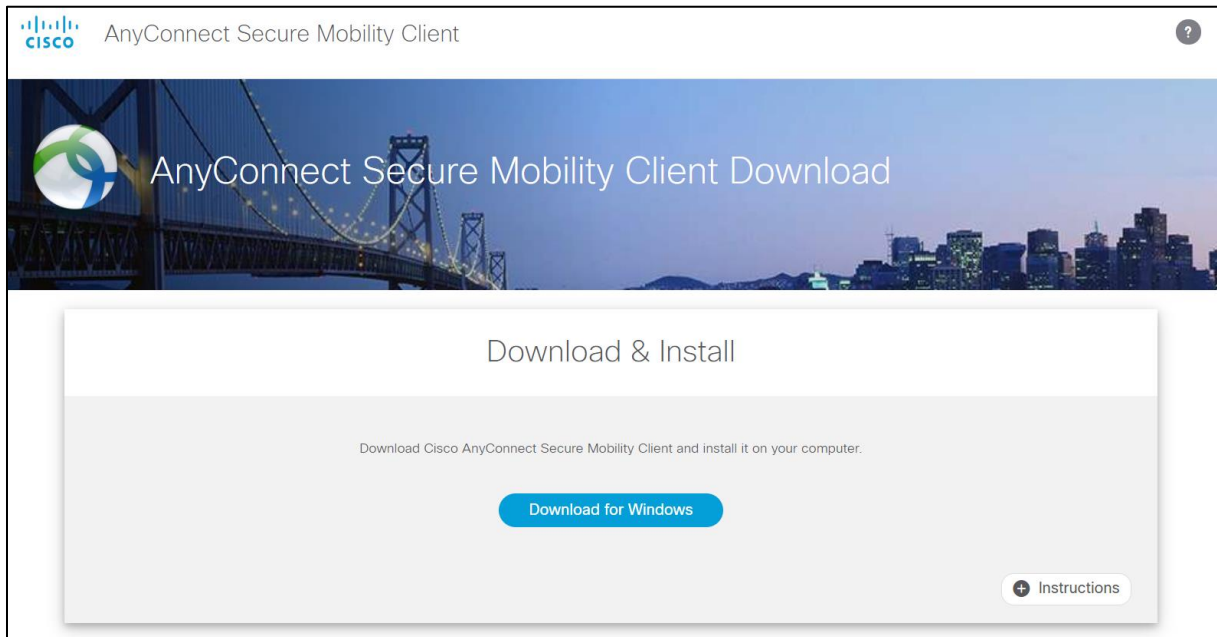 CISCO
AnyConnect Secure Mobility Client
?
AnyConnect Secure Mobility Client Download
Download & Install
Download Cisco AnyConnect Secure Mobility Client and install it on your computer.
Download for Windows
Instructions